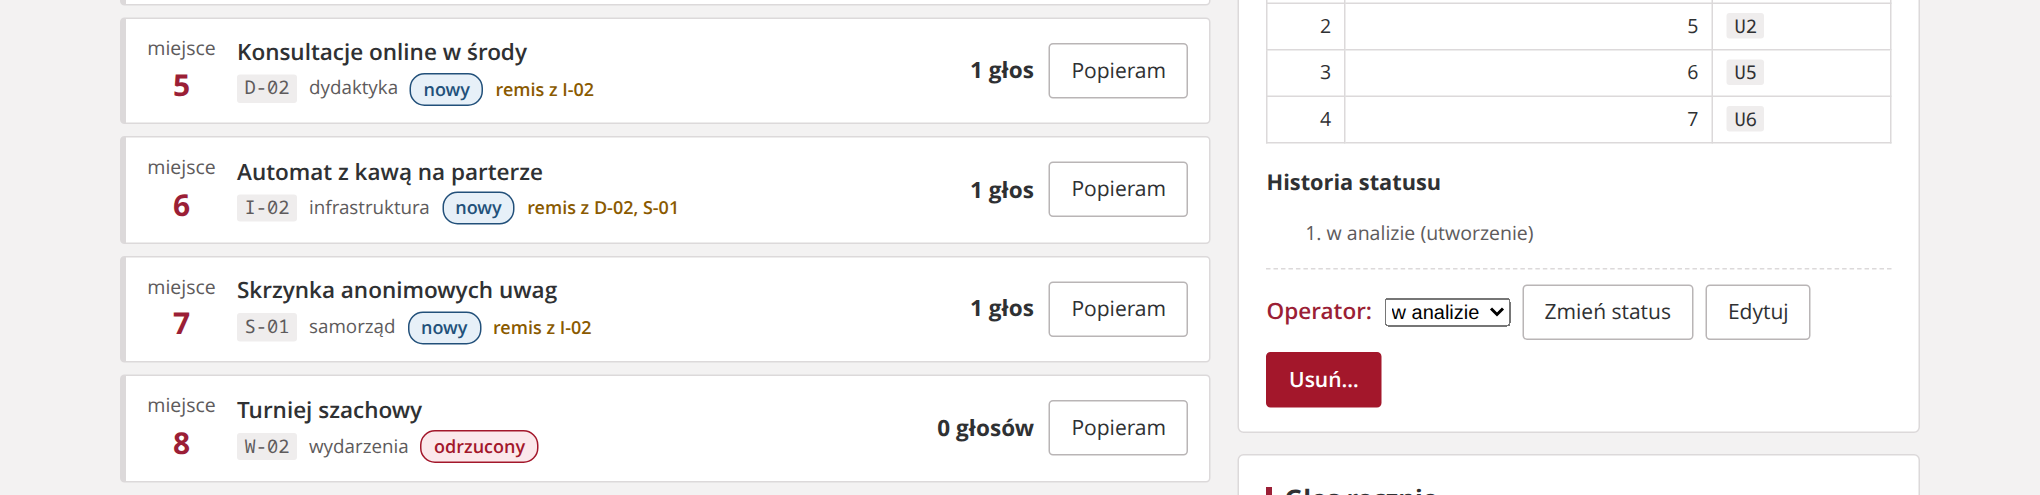 miejsce
5
Konsultacje online w środy
D-02 dydaktyka nowy remis z I-02
1 głos Popieram
miejsce
6
Automat z kawą na parterze
I-02 infrastruktura nowy remis z D-02, S-01
1 głos Popieram
miejsce
7
Skrzynka anonimowych uwag
S-01 samorząd nowy remis z I-02
1 głos Popieram
miejsce
8
Turniej szachowy
W-02 wydarzenia odrzucony
0 głosów Popieram
2 5 U2
3 6 U5
4 7 U6
Historia statusu
1. w analizie (utworzenie)
Operator: w analizie Zmień status Edytuj
Usuń...